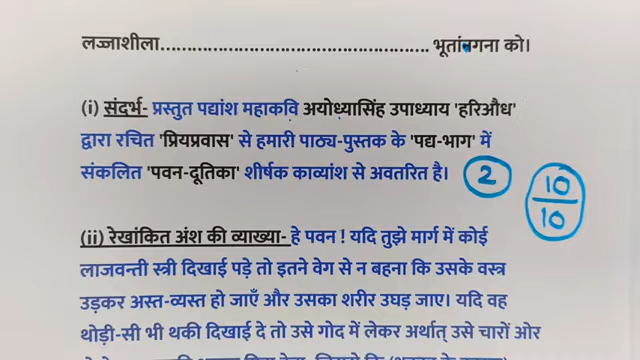 लज्जाशीला.................................................. भूतांगना को।
(i) संदर्भ- प्रस्तुत पद्यांश महाकवि अयोध्यासिंह उपाध्याय 'हरिऔध'
द्वारा रचित 'प्रियप्रवास' से हमारी पाठ्य-पुस्तक के 'पद्य-भाग' में
संकलित 'पवन-दूतिका' शीर्षक काव्यांश से अवतरित है। 2
10
10
(ii) रेखांकित अंश की व्याख्या- हे पवन ! यदि तुझे मार्ग में कोई
लाजवन्ती स्त्री दिखाई पड़े तो इतने वेग से न बहना कि उसके वस्त्र
उड़कर अस्त-व्यस्त हो जाएँ और उसका शरीर उघड़ जाए। यदि वह
थोड़ी-सी भी थकी दिखाई दे तो उसे गोद में लेकर अर्थात् उसे चारों ओर